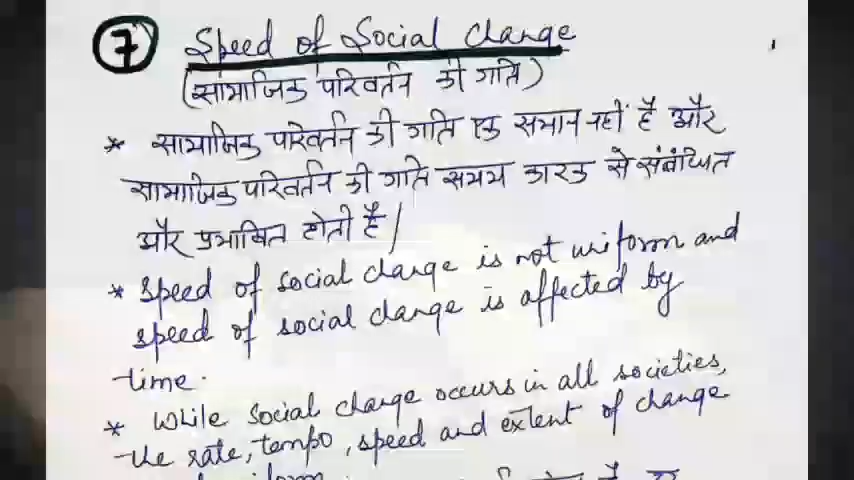 7 Speed of Social Change
(सामाजिक परिवर्तन की गति)
* सामाजिक परिवर्तन की गति एक समान नहीं है और
सामाजिक परिवर्तन की गति समय कारक से संबंधित
और प्रभावित होती है।
* Speed of social change is not uniform and
speed of social change is affected by
time.
* While social change occurs in all societies,
the rate, tempo, speed and extent of change
uniform